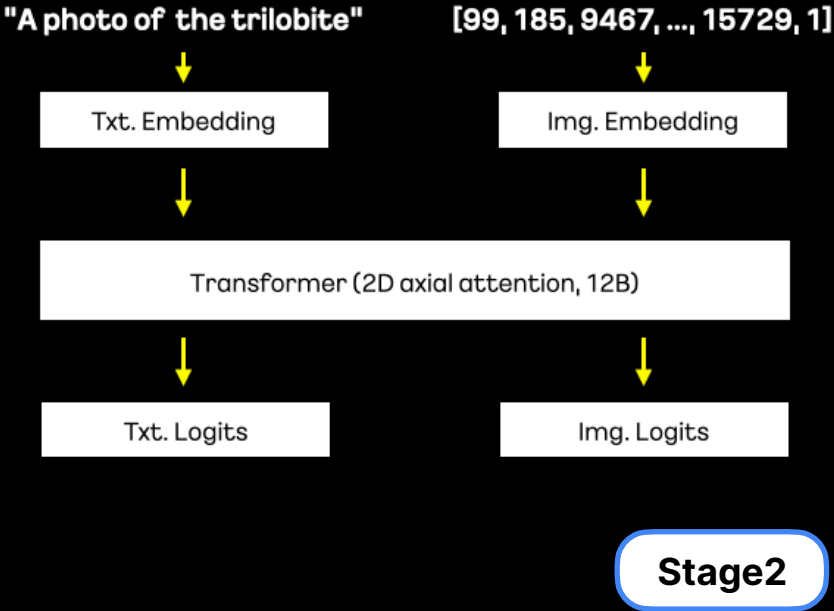 "A photo of the trilobite" [99, 185, 9467, ..., 15729, 1]
Txt. Embedding Img. Embedding
Transformer (2D axial attention, 12B)
Txt. Logits Img. Logits
Stage2